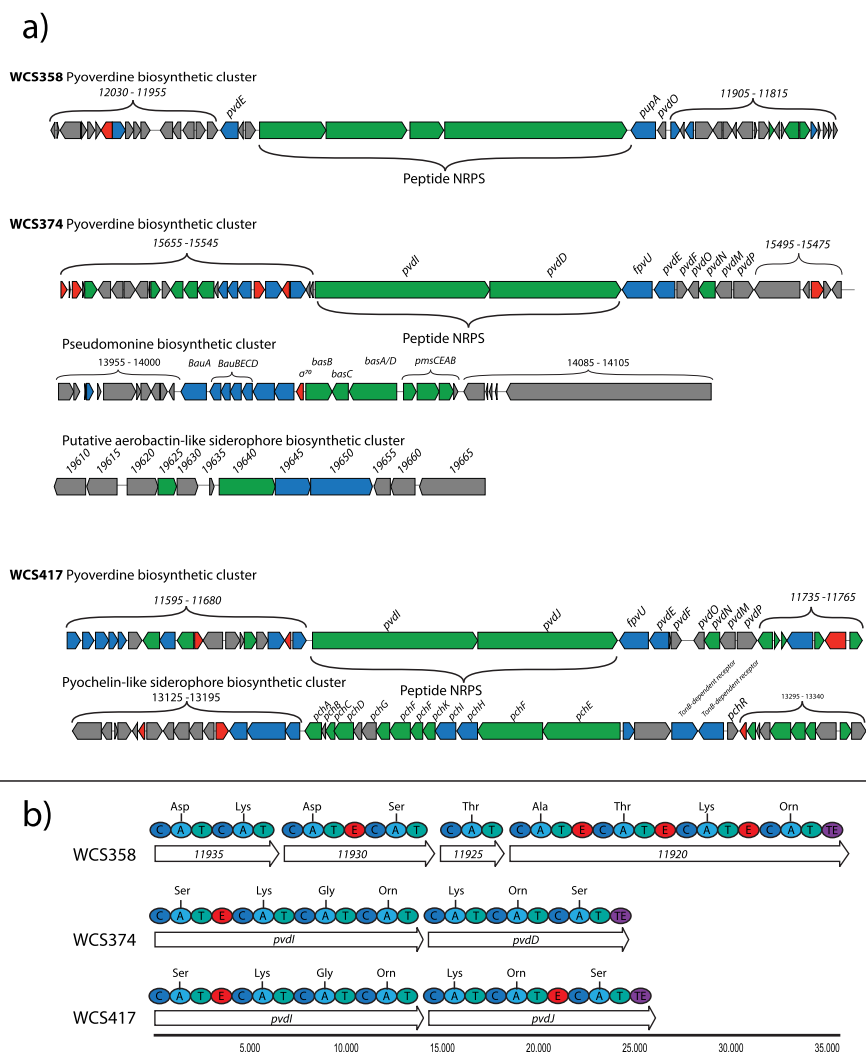 a)
WCS358 Pyoverdine biosynthetic cluster
12030 - 11955
pvdE
pupA
pvdO
11905 - 11815
Peptide NRPS
WCS374 Pyoverdine biosynthetic cluster
15655 -15545
pvdI
pvdD
fpvU
pvdE
pvdF
pvdO
pvdN
pvdM
pvdP
15495 -15475
Peptide NRPS
Pseudomonine biosynthetic cluster
13955 - 14000
BauA
BauBECD
σ⁷⁰
basB
basC
basA/D
pmsCEAB
14085 - 14105
Putative aerobactin-like siderophore biosynthetic cluster
19610
19615
19620
19625
19630
19635
19640
19645
19650
19655
19660
19665
WCS417 Pyoverdine biosynthetic cluster
11595 - 11680
pvdI
pvdJ
fpvU
pvdE
pvdF
pvdO
pvdN
pvdM
pvdP
11735 -11765
Peptide NRPS
Pyochelin-like siderophore biosynthetic cluster
13125 -13195
pchA
pchB
pchC
pchD
pchG
pchF
pchF
pchK
pchI
pchH
pchF
pchE
TonB-dependent receptor
TonB-dependent receptor
pchR
13295 - 13340
b)
Asp Lys Asp Ser Thr Ala Thr Lys Orn
C A T C A T C A T E C A T C A T C A T E C A T E C A T E C A T TE
WCS358 11935 11930 11925 11920
Ser Lys Gly Orn Lys Orn Ser
C A T E C A T C A T C A T C A T C A T C A T TE
WCS374 pvdI pvdD
Ser Lys Gly Orn Lys Orn Ser
C A T E C A T C A T C A T C A T C A T E C A T TE
WCS417 pvdI pvdJ
5.000 10.000 15.000 20.000 25.000 30.000 35.000